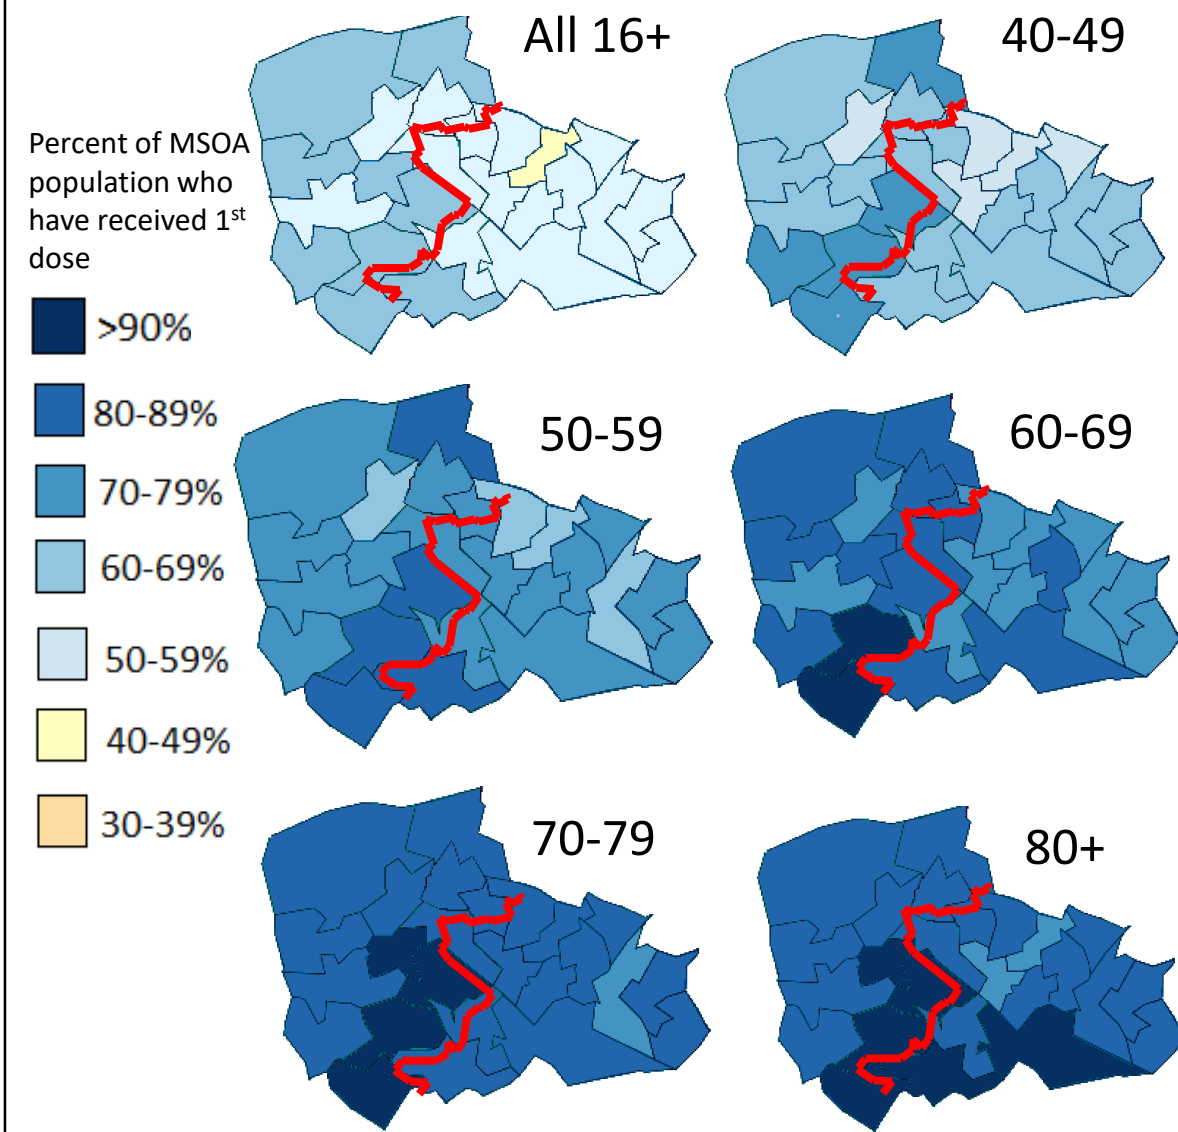 All 16+
40-49
Percent of MSOA
population who
have received 1st
dose
>90%
80-89%
70-79%
60-69%
50-59%
40-49%
30-39%
50-59
60-69
70-79
80+